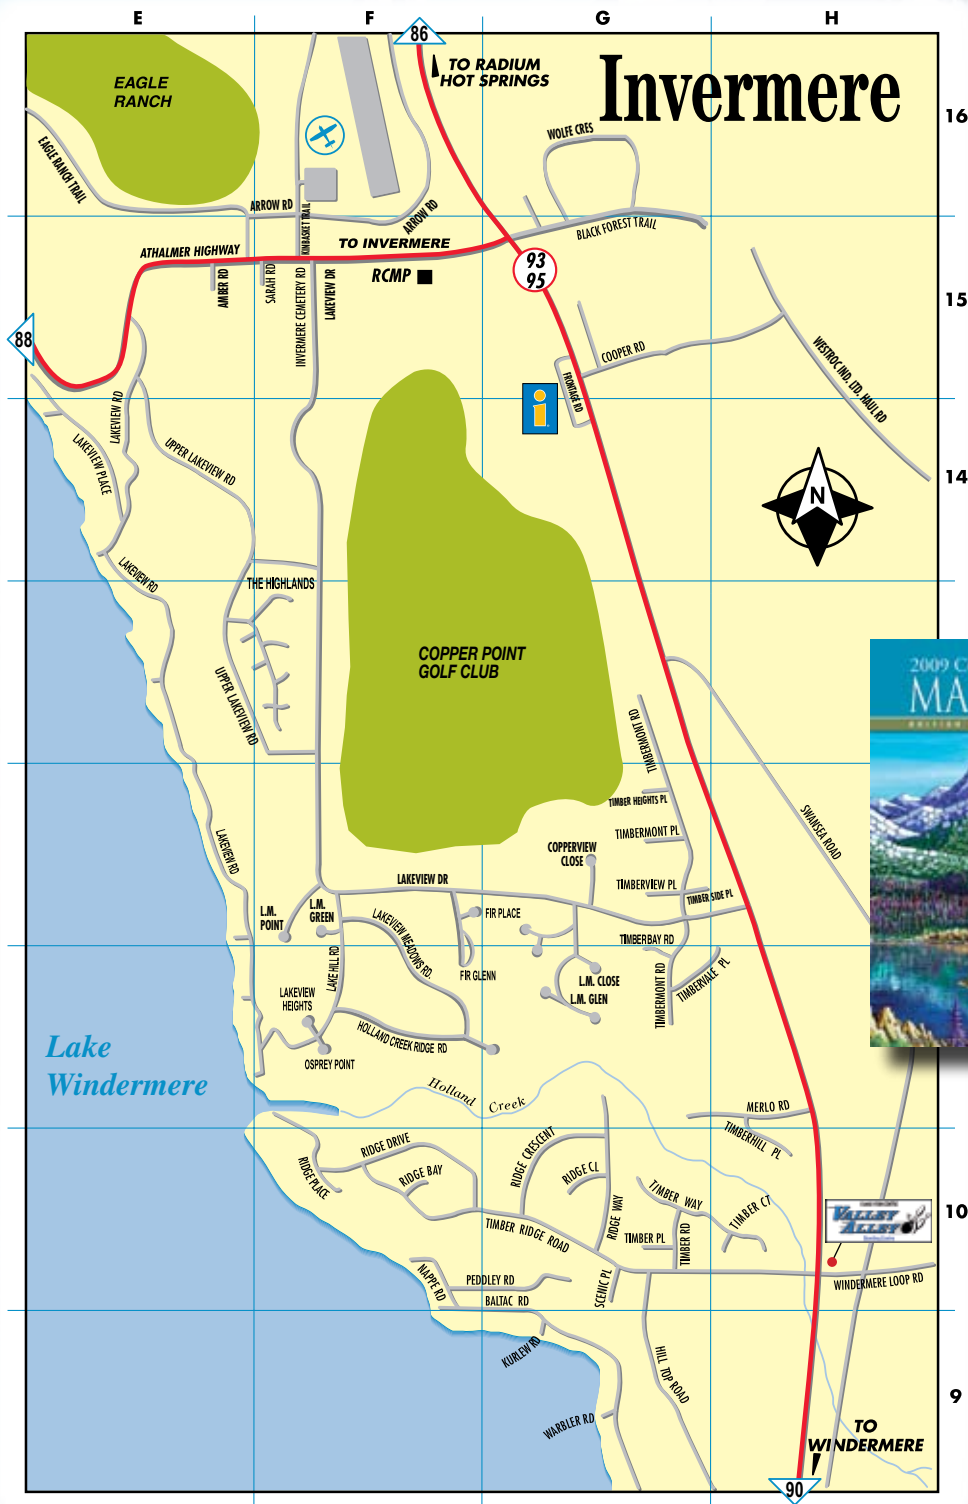 E
F
G
H
86
TO RADIUM
HOT SPRINGS
Invermere
16
EAGLE
RANCH
EAGLE RANCH TRAIL
WOLFE CRES
ARROW RD
KINBASKET TRAIL
ARROW RD
BLACK FOREST TRAIL
ATHALMER HIGHWAY
TO INVERMERE
RCMP
93
95
AMBER RD
SARAH RD
INVERMERE CEMETERY RD
LAKEVIEW DR
15
88
COOPER RD
FRONTAGE RD
WESTROC IND. LTD. HAUL RD
i
LAKEVIEW RD
LAKEVIEW PLACE
UPPER LAKEVIEW RD
14
N
LAKEVIEW RD
THE HIGHLANDS
COPPER POINT
GOLF CLUB
UPPER LAKEVIEW RD
2009 C
MA
EDITION
TIMBERMONT RD
TIMBER HEIGHTS PL
TIMBERMONT PL
SWANSEA ROAD
COPPERVIEW
CLOSE
LAKEVIEW RD
LAKEVIEW DR
TIMBERVIEW PL
TIMBER SIDE PL
L.M.
POINT
L.M.
GREEN
LAKEVIEW MEADOWS RD.
FIR PLACE
TIMBERBAY RD
LAKE HILL RD
FIR GLENN
L.M. CLOSE
L.M. GLEN
TIMBERMONT RD
TIMBERVALE PL
LAKEVIEW
HEIGHTS
HOLLAND CREEK RIDGE RD
OSPREY POINT
Lake
Windermere
Holland Creek
MERLO RD
TIMBERHILL PL
RIDGE DRIVE
RIDGE PLACE
RIDGE BAY
RIDGE CRESCENT
RIDGE CL
RIDGE WAY
TIMBER WAY
TIMBER CT
TIMBER RIDGE ROAD
TIMBER PL
TIMBER RD
VALLEY
ALLEY
10
NAPPE RD
PEDDLEY RD
BALTAC RD
SCENIC PL
WINDERMERE LOOP RD
KURLEW RD
HILL TOP ROAD
9
WARBLER RD
TO
WINDERMERE
90